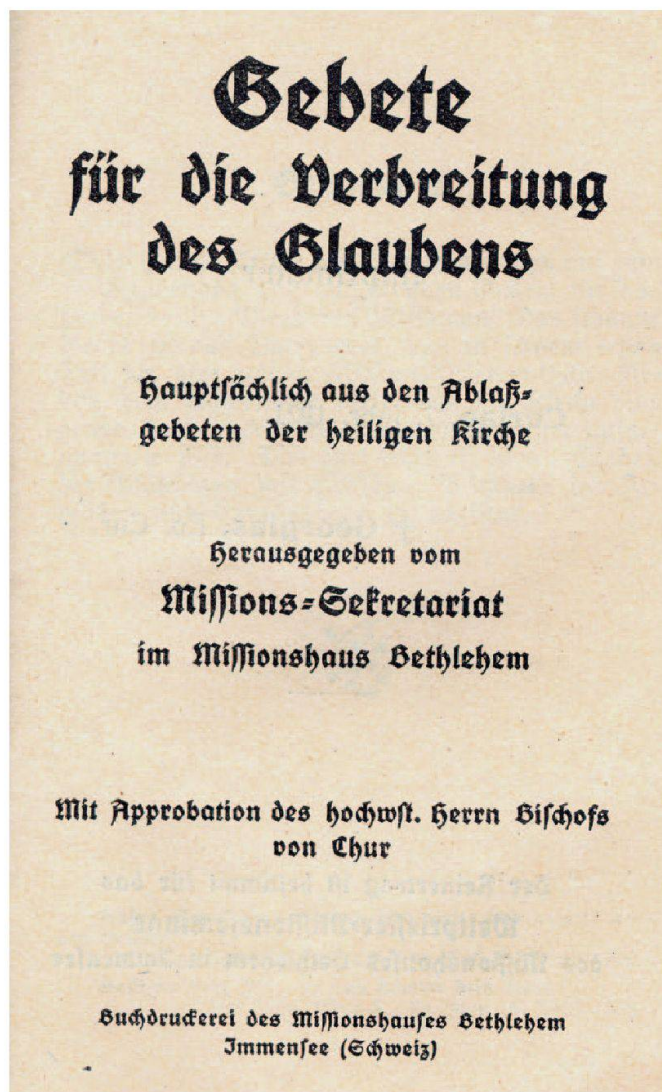 Gebete
für die Verbreitung
des Glaubens
Hauptsächlich aus den Ablaß-
gebeten der heiligen Kirche
Herausgegeben vom
Missions-Sekretariat
im Missionshaus Bethlehem
Mit Approbation des hochwst. Herrn Bischofs
von Chur
Buchdruckerei des Missionshauses Bethlehem
Immensee (Schweiz)